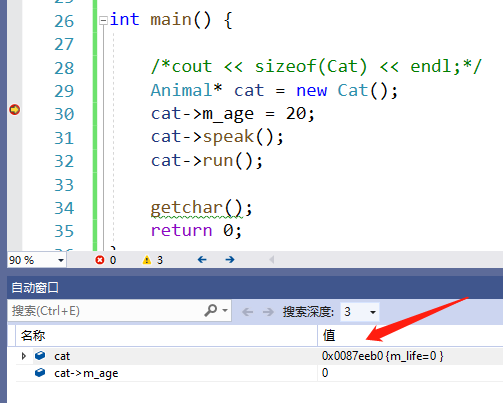 26 int main() {
27
28 /*cout << sizeof(Cat) << endl;*/
29 Animal* cat = new Cat();
30 cat->m_age = 20;
31 cat->speak();
32 cat->run();
33
34 getchar();
35 return 0;
36 }
90 % 0 3
自动窗口
搜索(Ctrl+E) 搜索深度: 3
名称 值
cat 0x0087eeb0 {m_life=0 }
cat->m_age 0